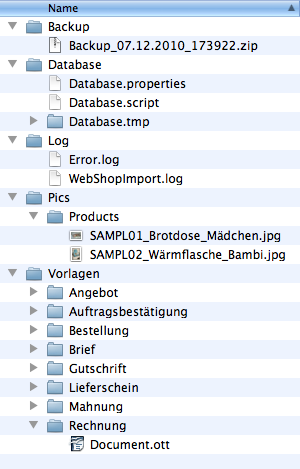 Name
Backup
Backup_07.12.2010_173922.zip
Database
Database.properties
Database.script
Database.tmp
Log
Error.log
WebShopImport.log
Pics
Products
SAMPL01_Brotdose_Mädchen.jpg
SAMPL02_Wärmflasche_Bambi.jpg
Vorlagen
Angebot
Auftragsbestätigung
Bestellung
Brief
Gutschrift
Lieferschein
Mahnung
Rechnung
Document.ott